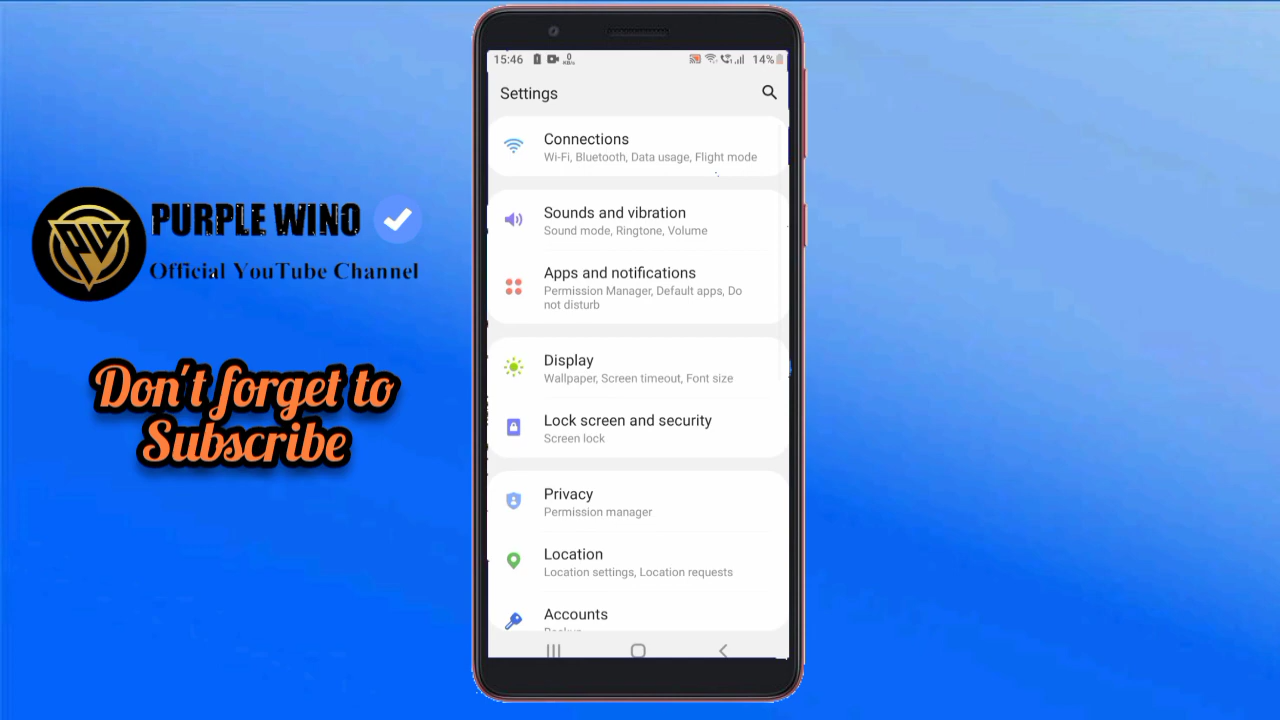 PURPLE WINO
Official YouTube Channel
Don't forget to
Subscribe
15:46
0
KB/s
14%
Settings
Connections
Wi-Fi, Bluetooth, Data usage, Flight mode
Sounds and vibration
Sound mode, Ringtone, Volume
Apps and notifications
Permission Manager, Default apps, Do
not disturb
Display
Wallpaper, Screen timeout, Font size
Lock screen and security
Screen lock
Privacy
Permission manager
Location
Location settings, Location requests
Accounts